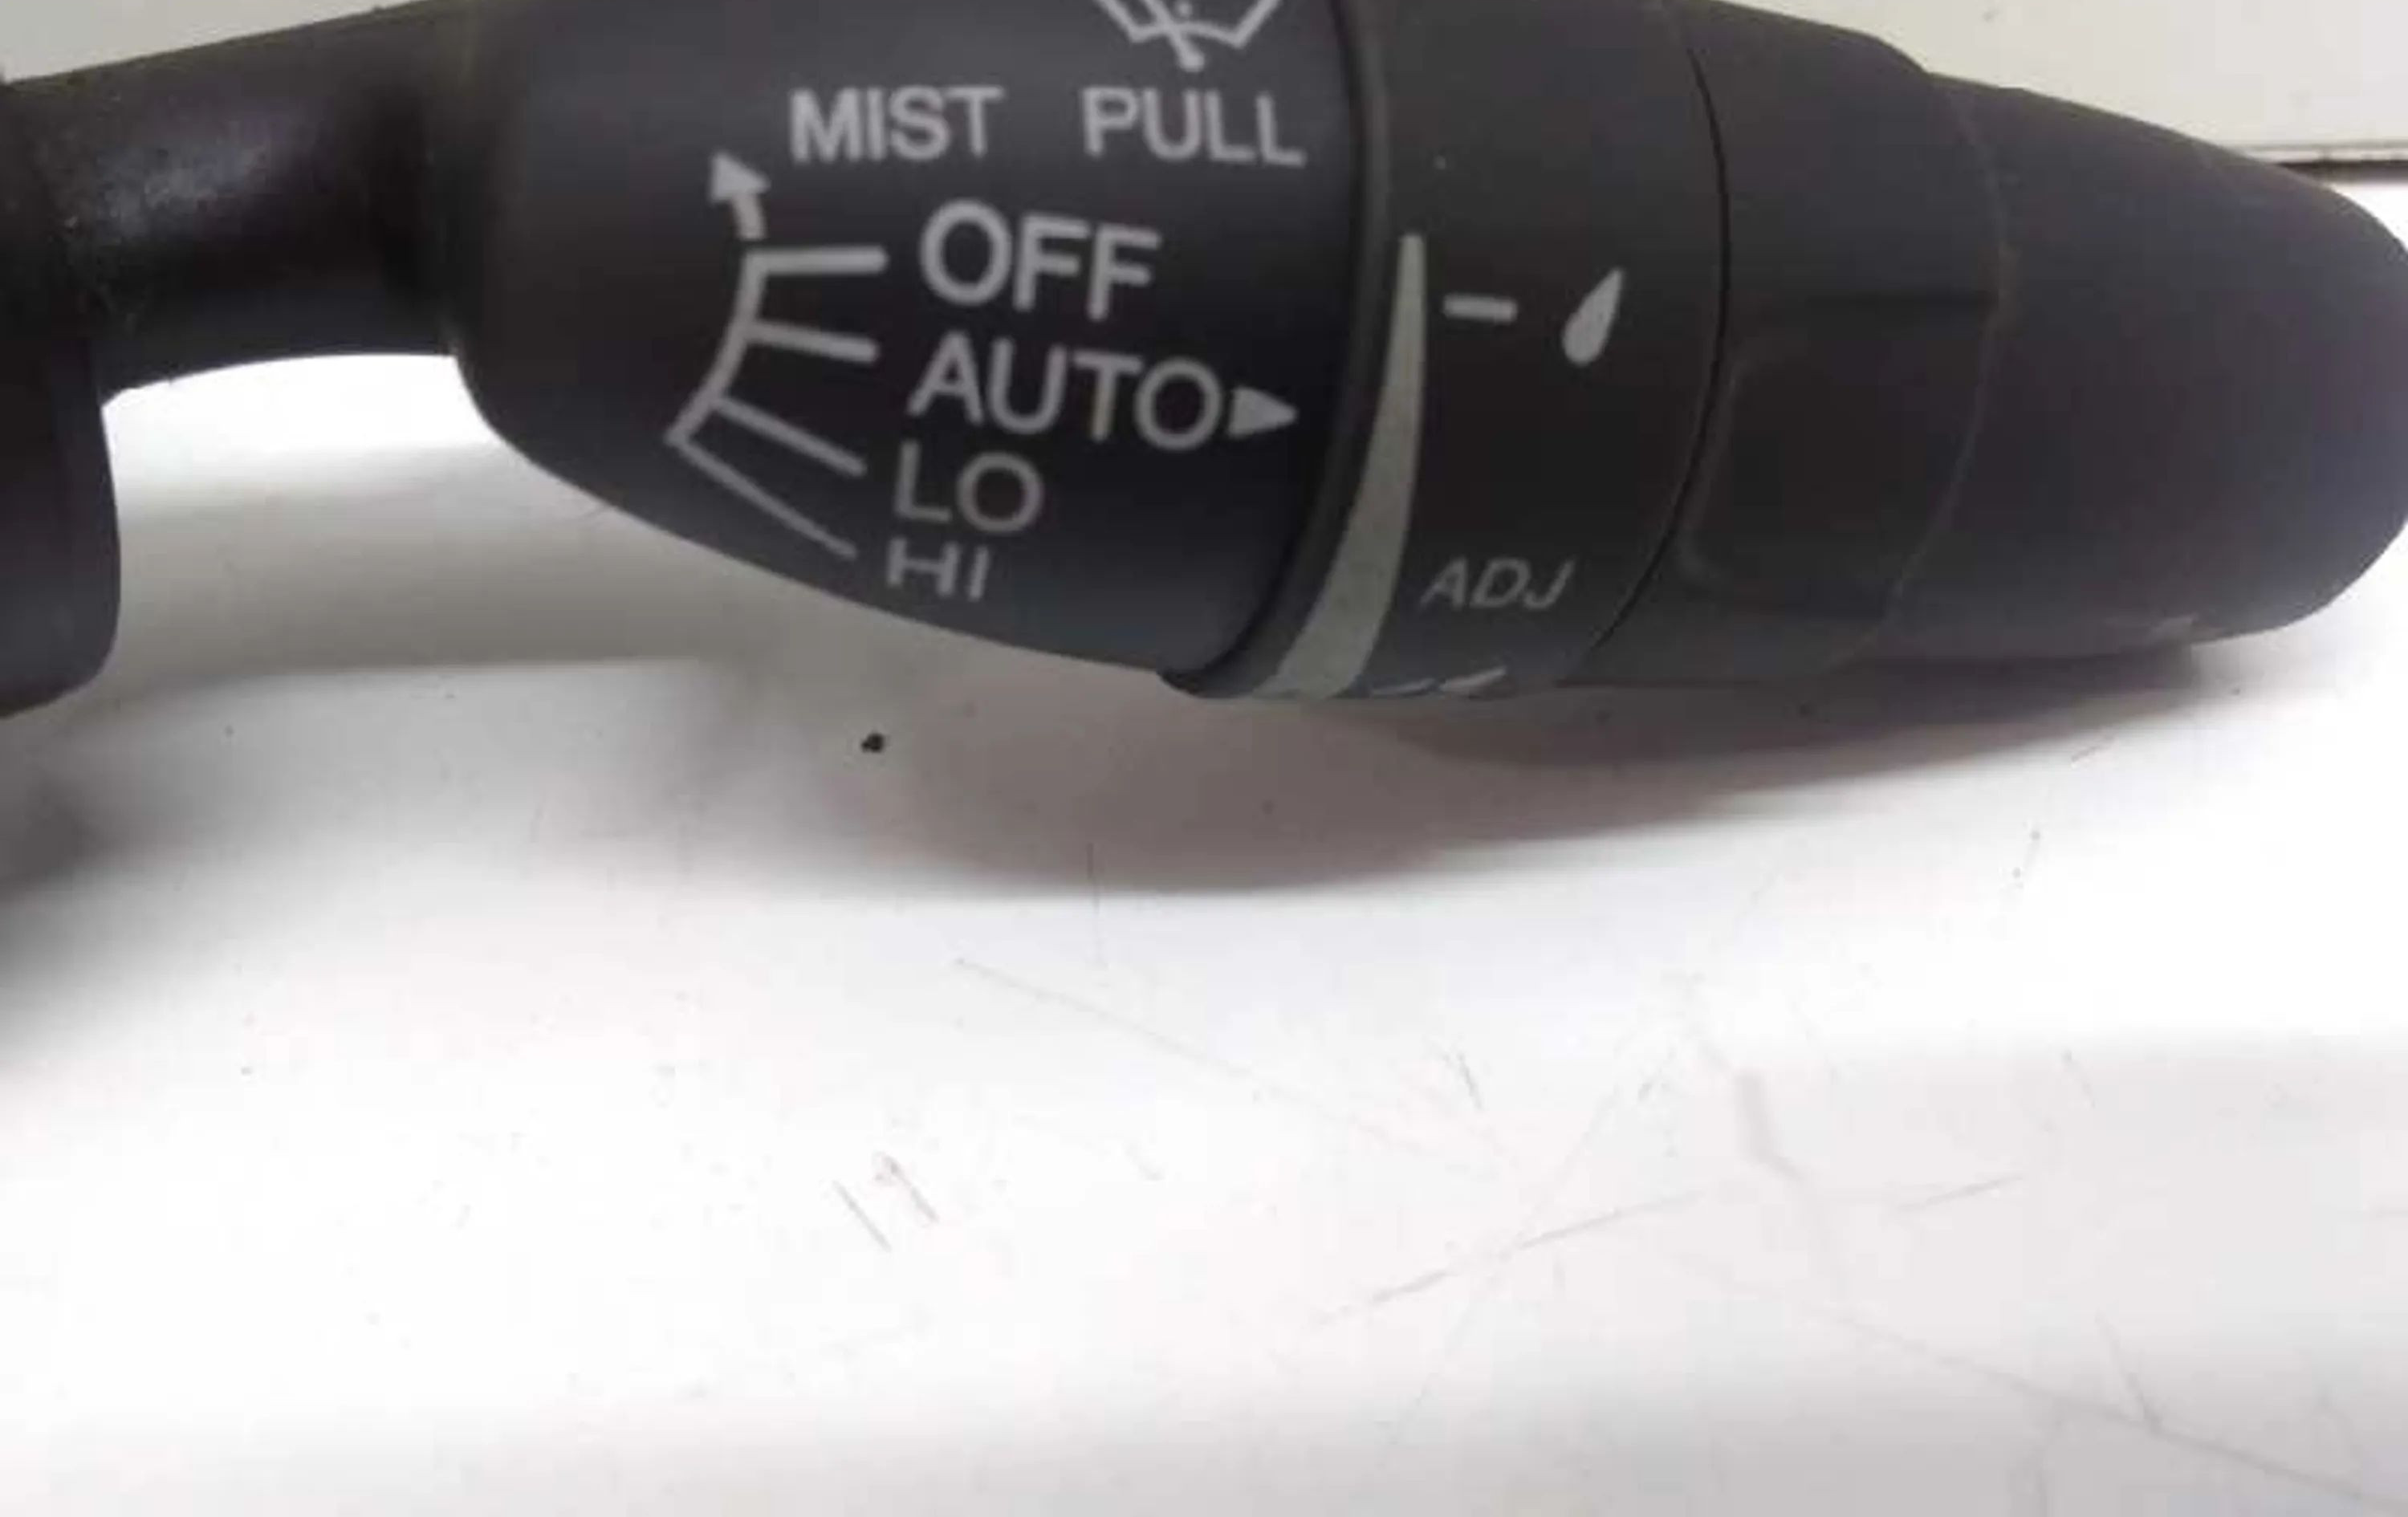 MIST PULL
OFF
AUTO
LO
HI
ADJ